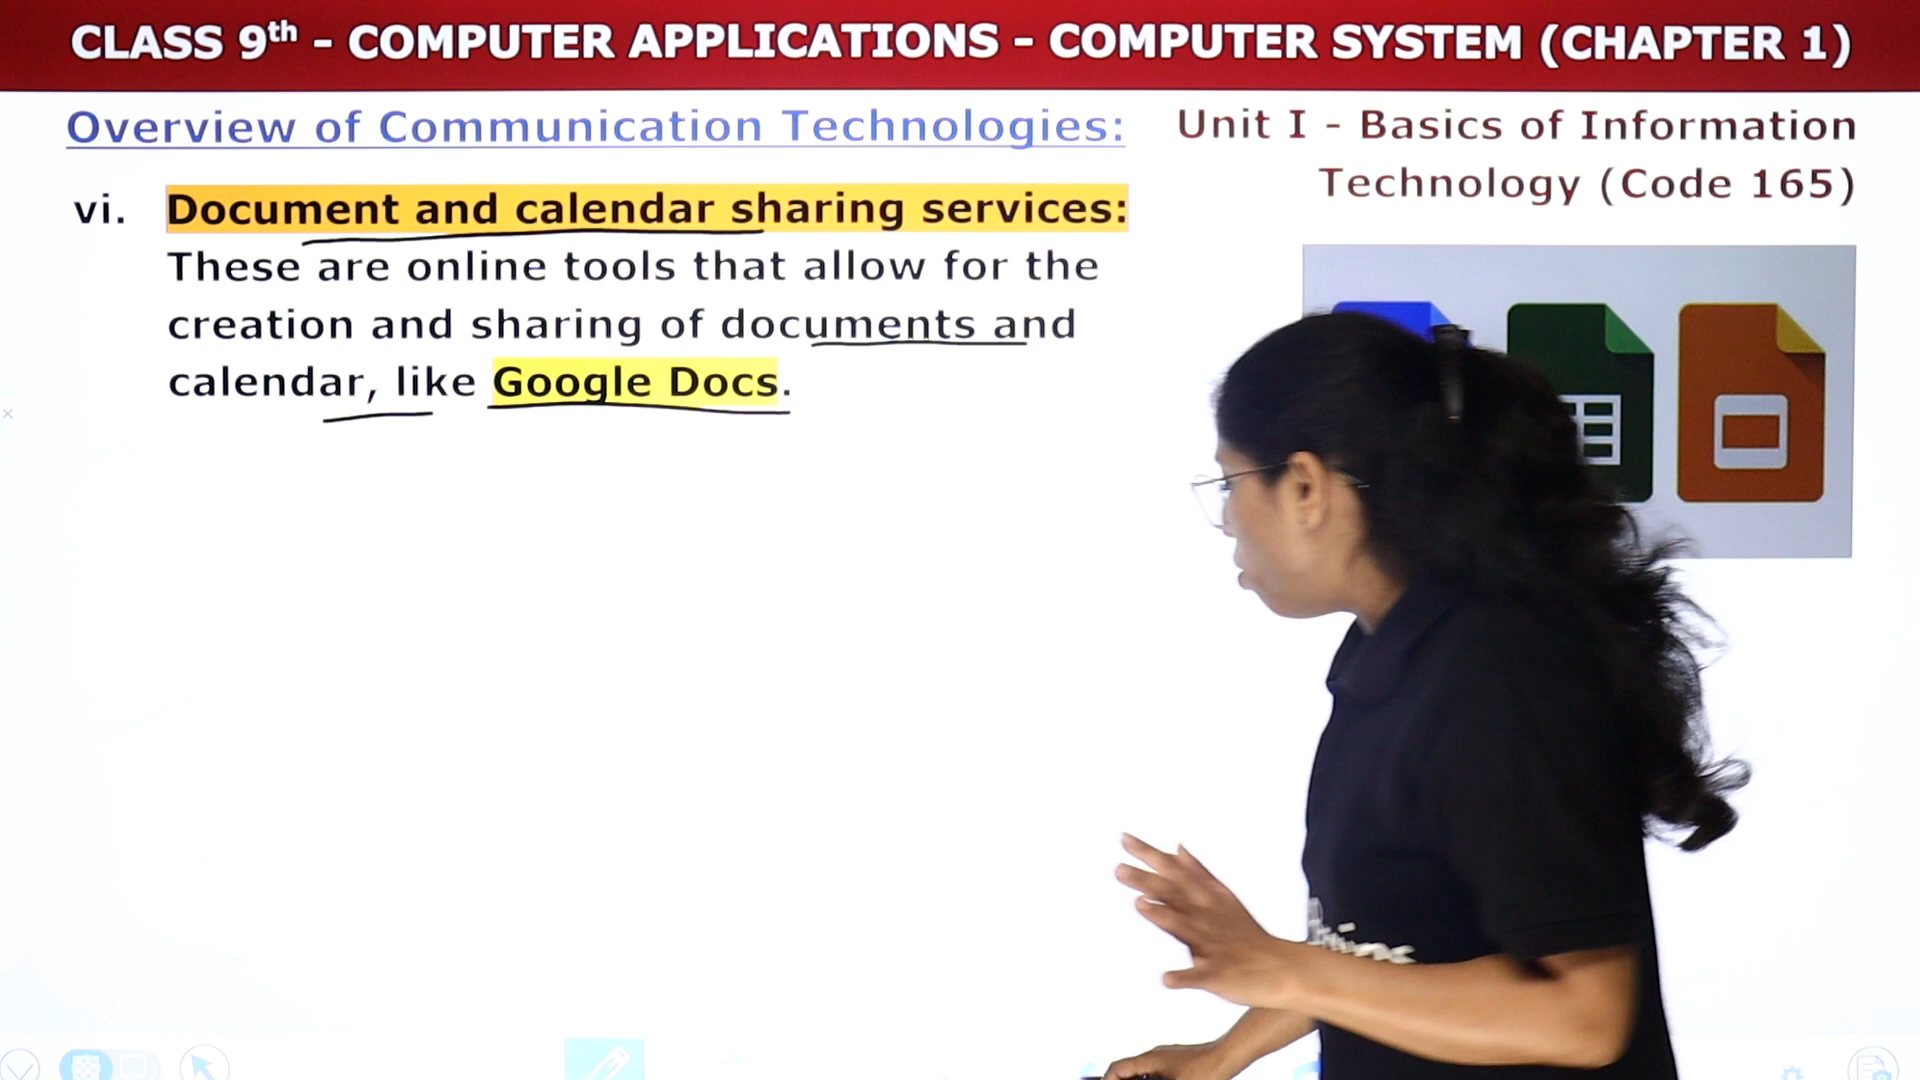 CLASS 9th - COMPUTER APPLICATIONS - COMPUTER SYSTEM (CHAPTER 1)
Overview of Communication Technologies:
Unit I - Basics of Information
Technology (Code 165)
vi. Document and calendar sharing services:
These are online tools that allow for the
creation and sharing of documents and
calendar, like Google Docs.